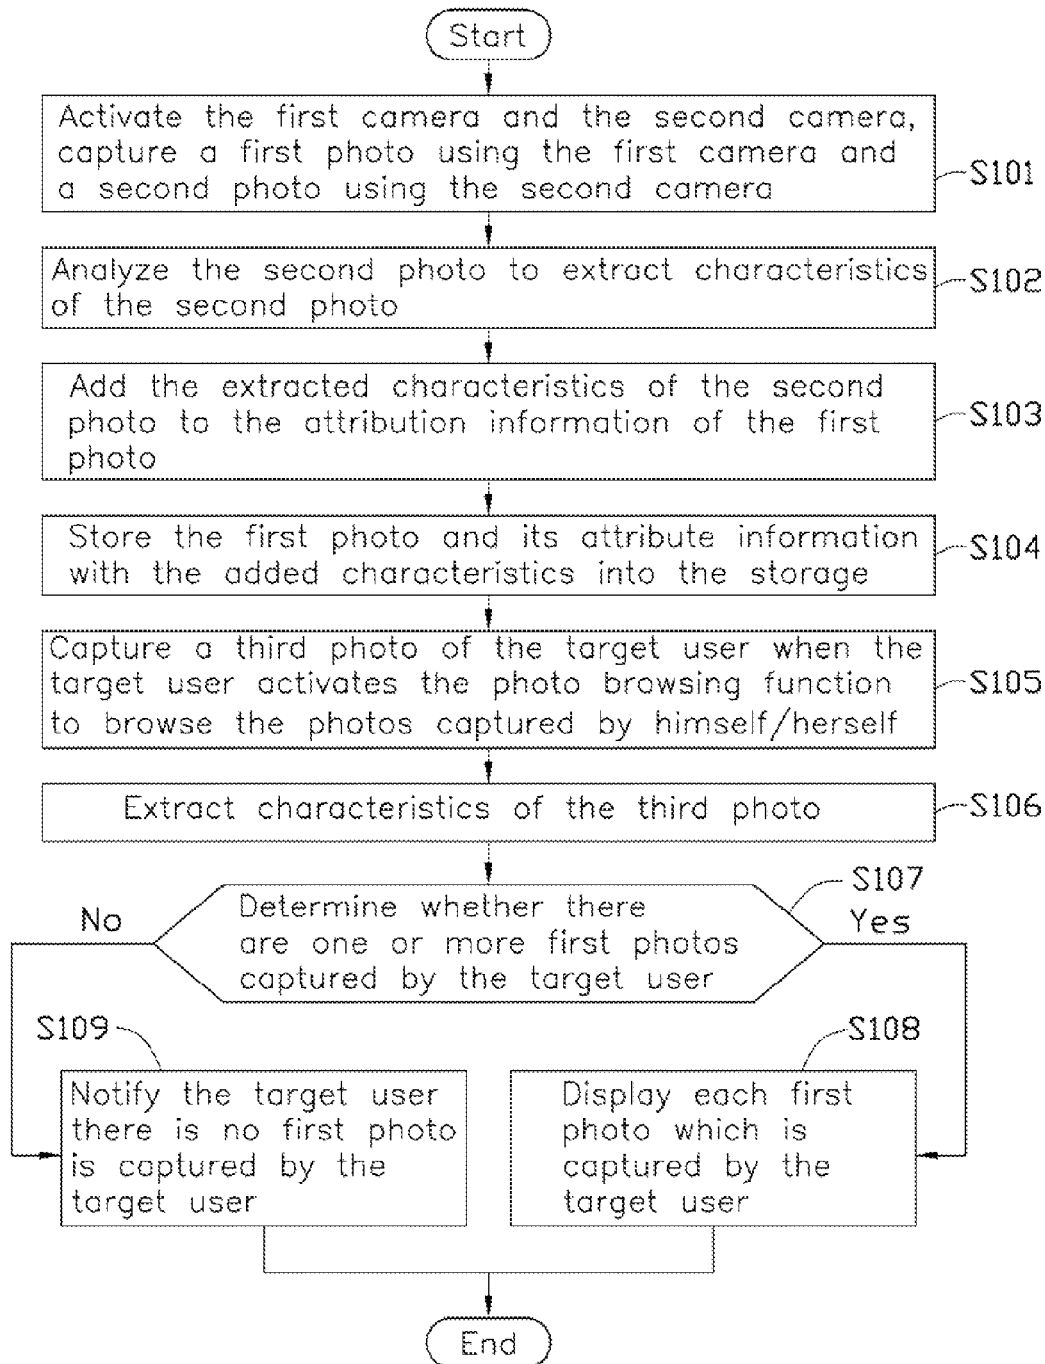 Start
Activate the first camera and the second camera,
capture a first photo using the first camera and
a second photo using the second camera
S101
Analyze the second photo to extract characteristics
of the second photo
S102
Add the extracted characteristics of the second
photo to the attribution information of the first
photo
S103
Store the first photo and its attribute information
with the added characteristics into the storage
S104
Capture a third photo of the target user when the
target user activates the photo browsing function
to browse the photos captured by himself/herself
S105
Extract characteristics of the third photo
S106
S107
Determine whether there
are one or more first photos
captured by the target user
No
Yes
S109
Notify the target user
there is no first photo
is captured by the
target user
S108
Display each first
photo which is
captured by the
target user
End